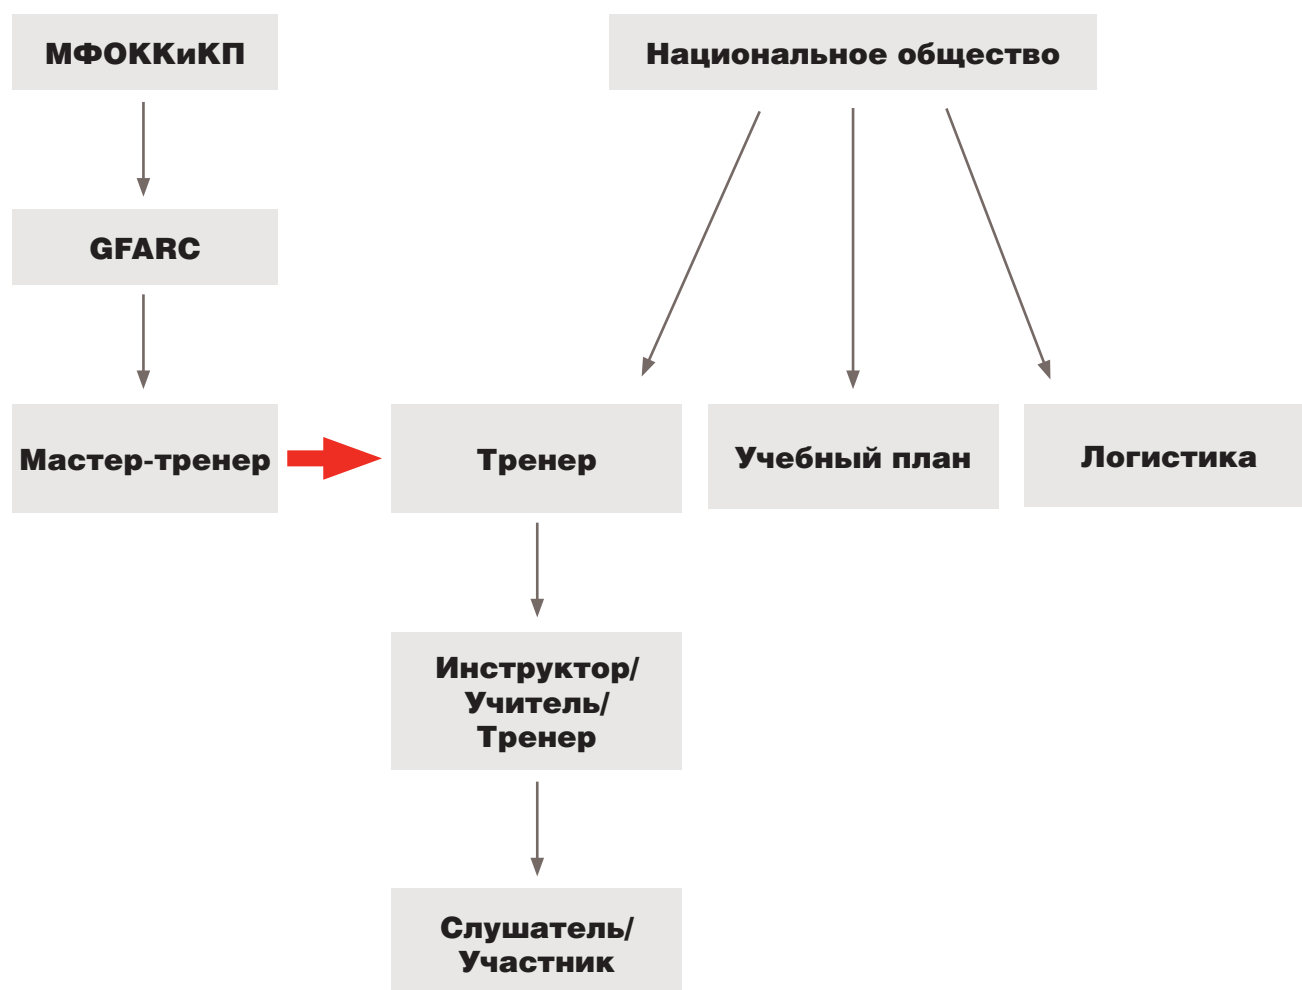 МФОККиКП
Национальное общество
GFARC
Мастер-тренер
Тренер
Учебный план
Логистика
Инструктор/
Учитель/
Тренер
Слушатель/
Участник